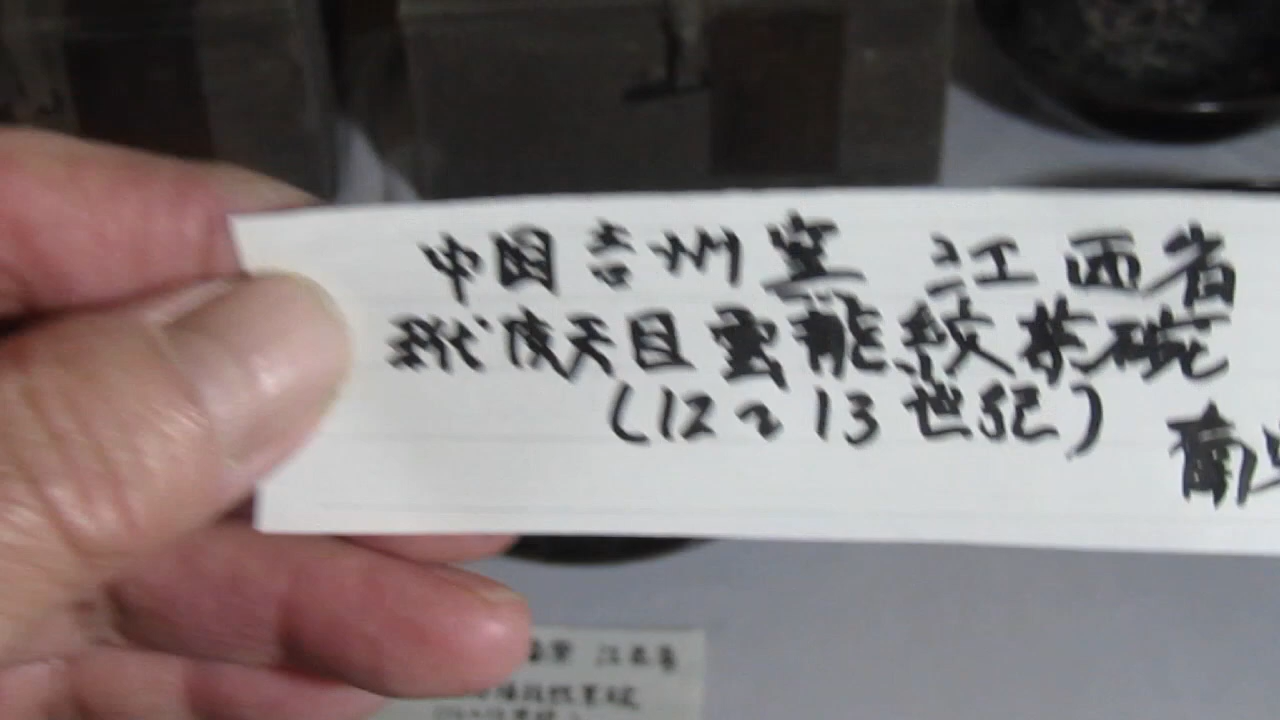 中国吉州窯 江西省
玳皮天目雲龍紋茶碗
(12〜13世紀)
南